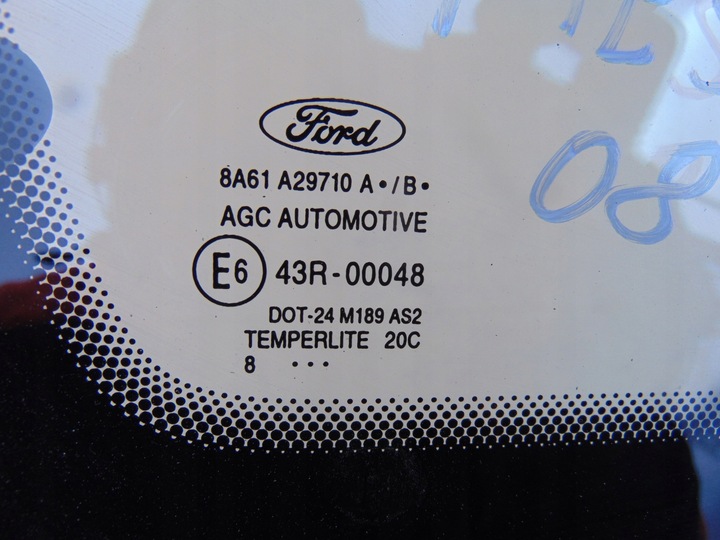 Ford
8A61 A29710 A•/B•
AGC AUTOMOTIVE
E6 43R-00048
DOT-24 M189 AS2
TEMPERLITE 20C
8 •••
08